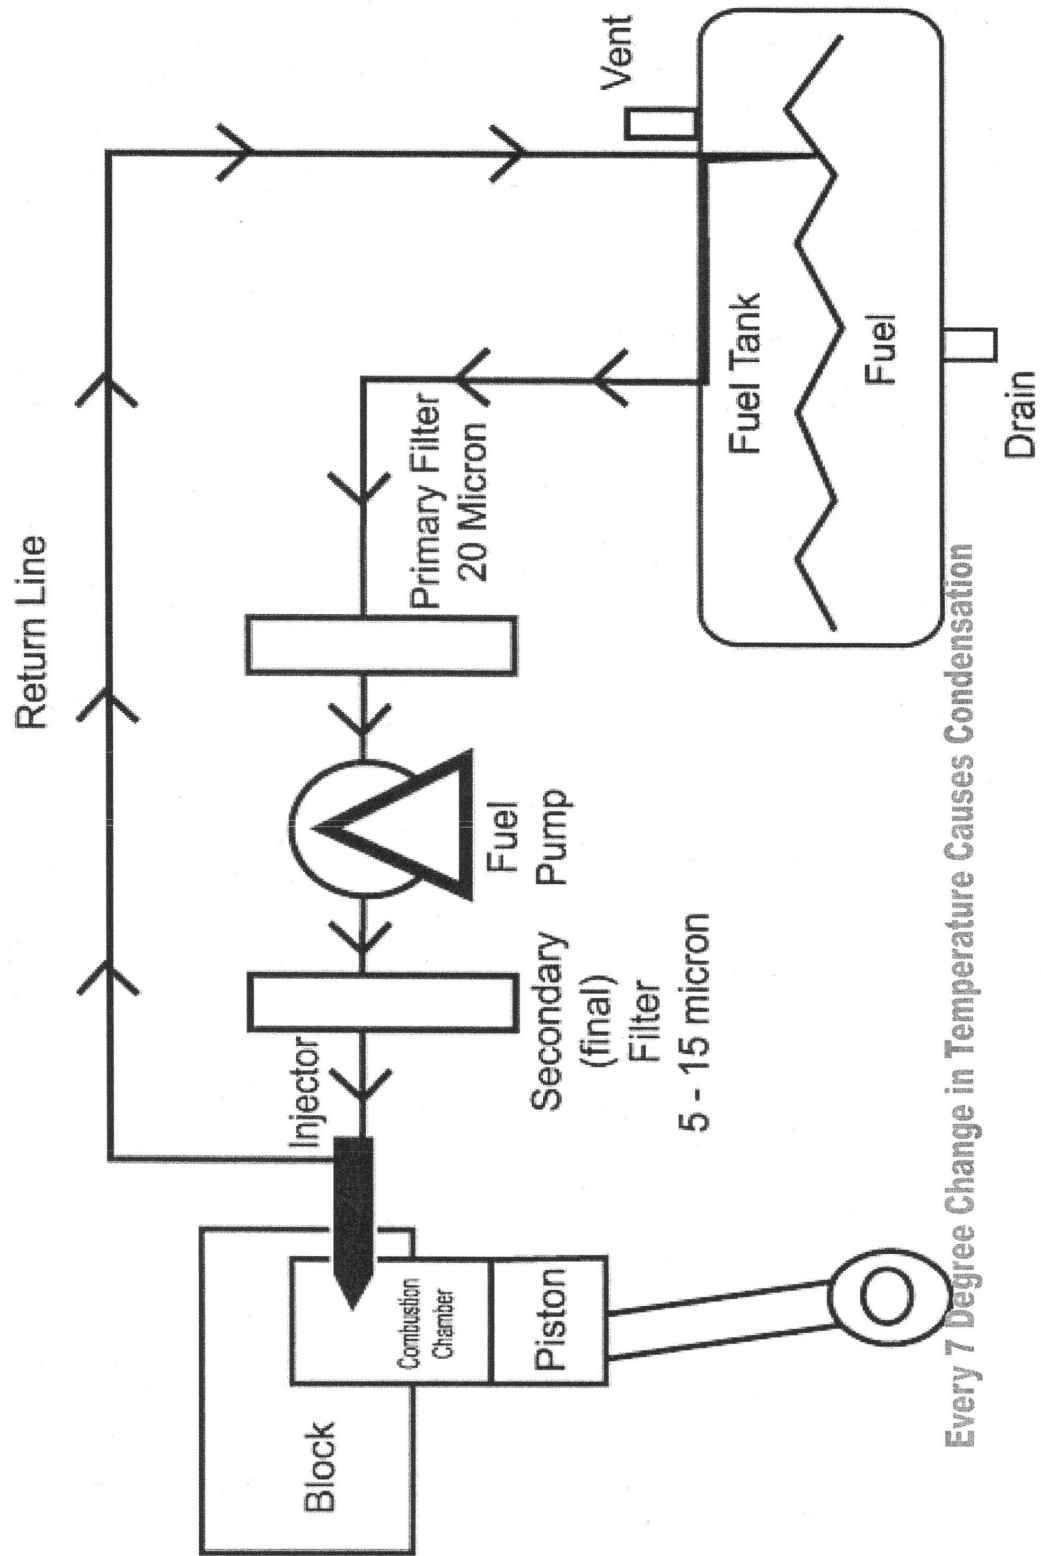 Return Line
Vent
Primary Filter
20 Micron
Injector
Fuel
Pump
Secondary
(final)
Filter
5 - 15 micron
Block
Combustion
Chamber
Piston
Fuel Tank
Fuel
Drain
Every 7 Degree Change in Temperature Causes Condensation